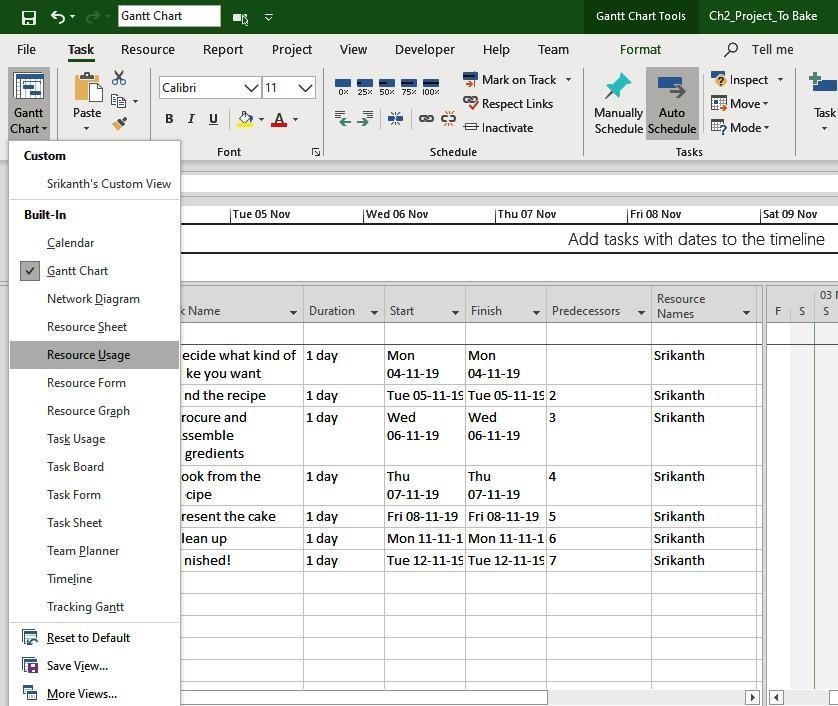 Gantt Chart
Gantt Chart Tools
Ch2_Project_To Bake
File Task Resource Report Project View Developer Help Team Format Tell me
Gantt
Chart
Paste
Calibri 11
B I U A
Font
0% 25% 50% 75% 100%
Mark on Track
Respect Links
Inactivate
Schedule
Manually
Schedule
Auto
Schedule
Inspect
Move
Mode
Tasks
Task
Custom
Srikanth's Custom View
Built-In
Calendar
Gantt Chart
Network Diagram
Resource Sheet
Resource Usage
Resource Form
Resource Graph
Task Usage
Task Board
Task Form
Task Sheet
Team Planner
Timeline
Tracking Gantt
Reset to Default
Save View...
More Views...
Tue 05 Nov Wed 06 Nov Thu 07 Nov Fri 08 Nov Sat 09 Nov
Add tasks with dates to the timeline
k Name Duration Start Finish Predecessors Resource
Names
03 N
F S S
ecide what kind of 1 day Mon Mon Srikanth
ke you want 04-11-19 04-11-19
nd the recipe 1 day Tue 05-11-19 Tue 05-11-19 2 Srikanth
rocure and 1 day Wed Wed 3 Srikanth
ssemble 06-11-19 06-11-19
gredients
ook from the 1 day Thu Thu 4 Srikanth
cipe 07-11-19 07-11-19
resent the cake 1 day Fri 08-11-19 Fri 08-11-19 5 Srikanth
lean up 1 day Mon 11-11-1 Mon 11-11-1 6 Srikanth
nished! 1 day Tue 12-11-19 Tue 12-11-19 7 Srikanth